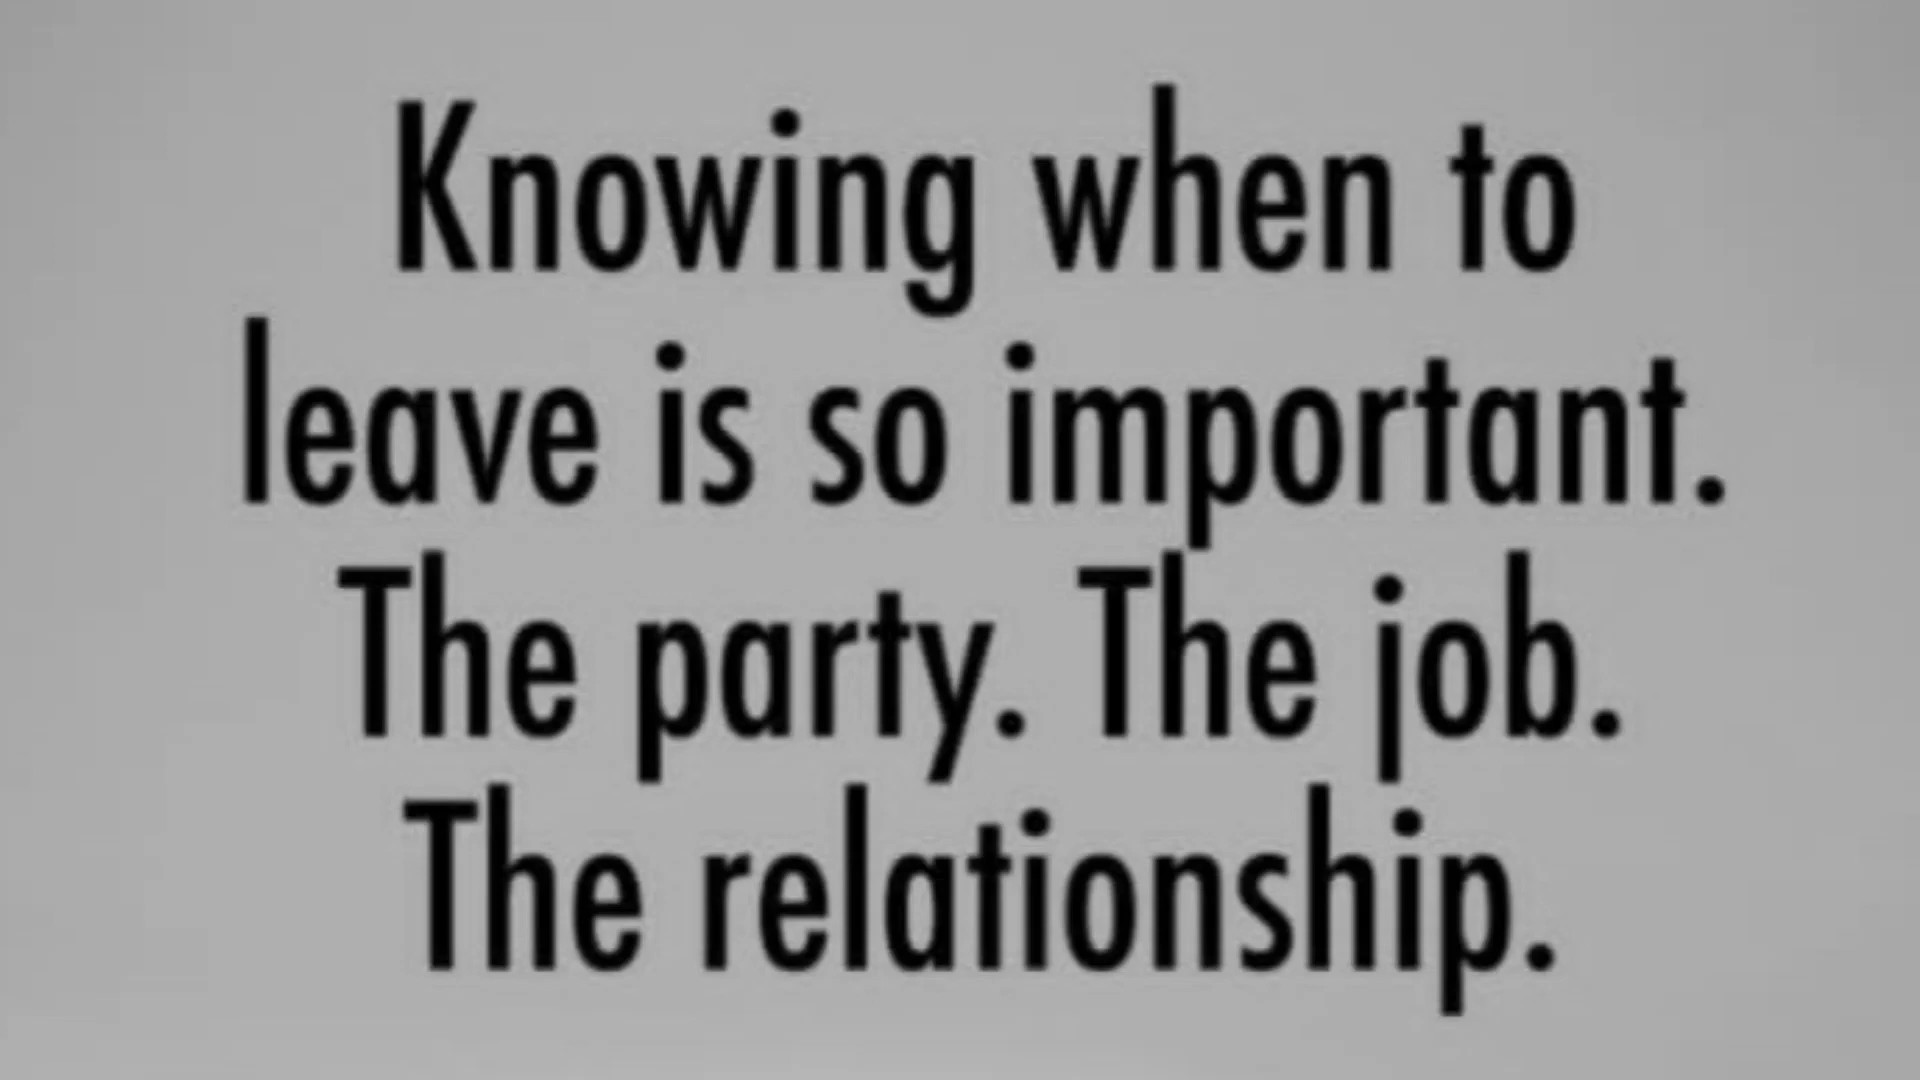 Knowing when to
leave is so important.
The party. The job.
The relationship.